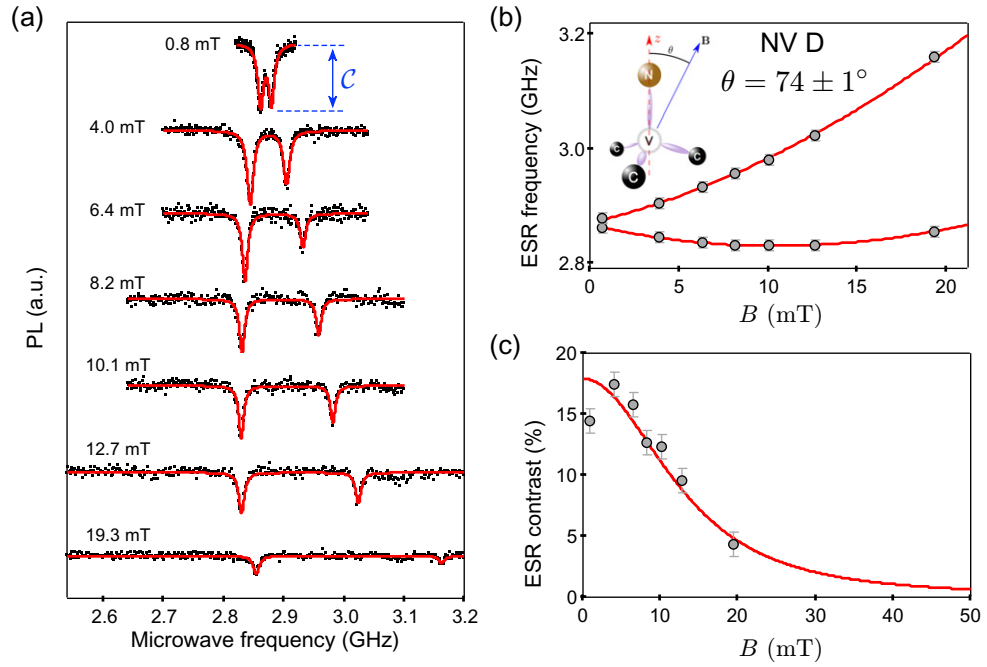 (a)
0.8 mT
C
4.0 mT
6.4 mT
8.2 mT
10.1 mT
12.7 mT
19.3 mT
PL (a.u.)
2.6 2.7 2.8 2.9 3.0 3.1 3.2
Microwave frequency (GHz)
(b)
NV D
θ = 74 ± 1°
z
θ
B
N
V
C
C
C
3.2
3.0
2.8
ESR frequency (GHz)
0 5 10 15 20
B (mT)
(c)
20
15
10
5
0
ESR contrast (%)
0 10 20 30 40 50
B (mT)